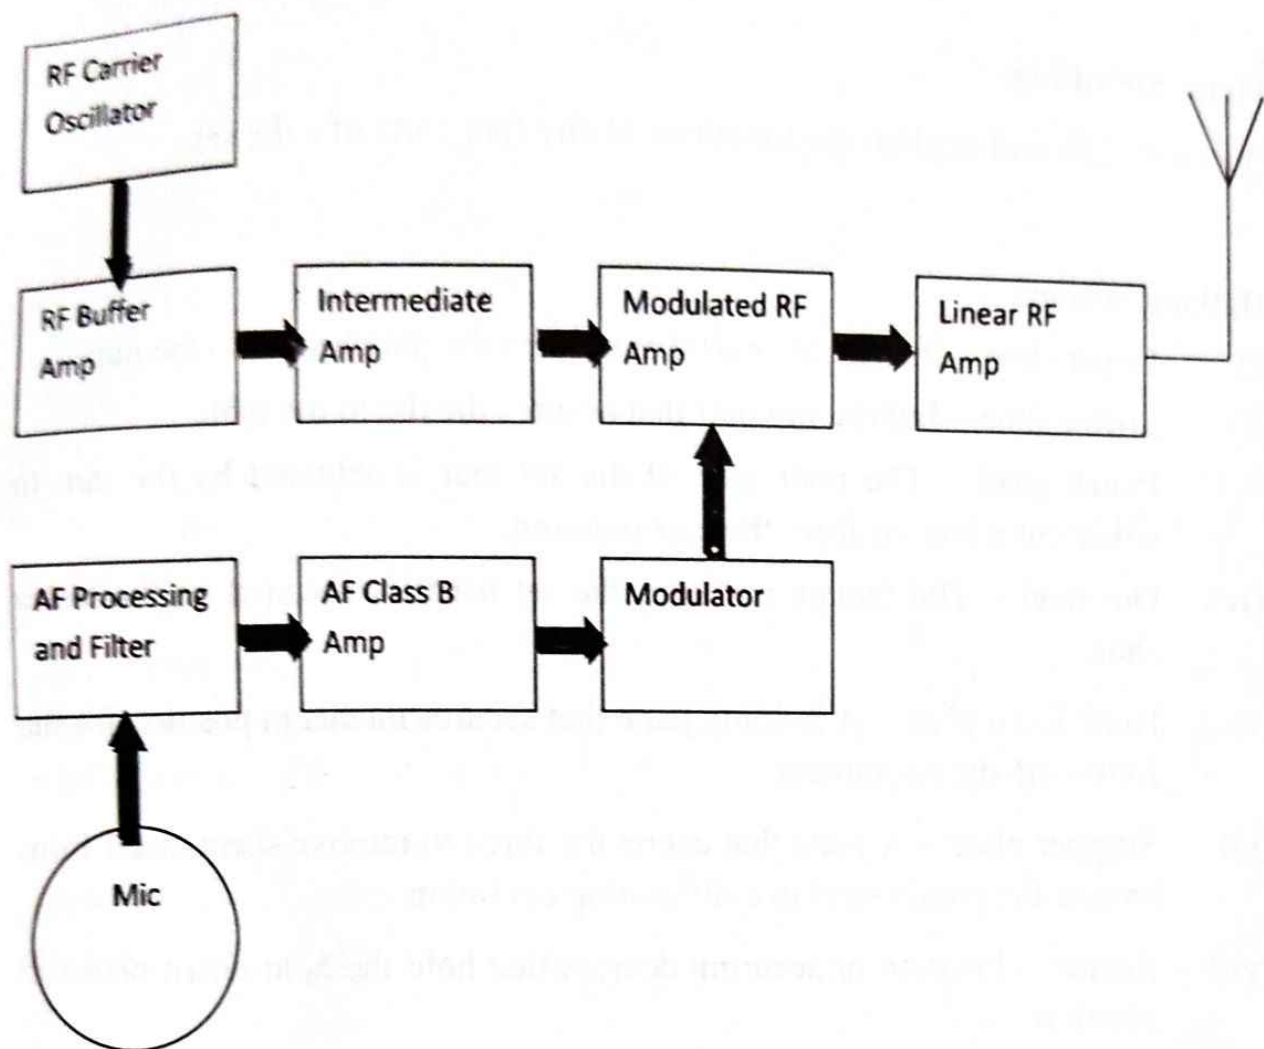 RF Carrier
Oscillator
RF Buffer
Amp
Intermediate
Amp
Modulated RF
Amp
Linear RF
Amp
AF Processing
and Filter
AF Class B
Amp
Modulator
Mic